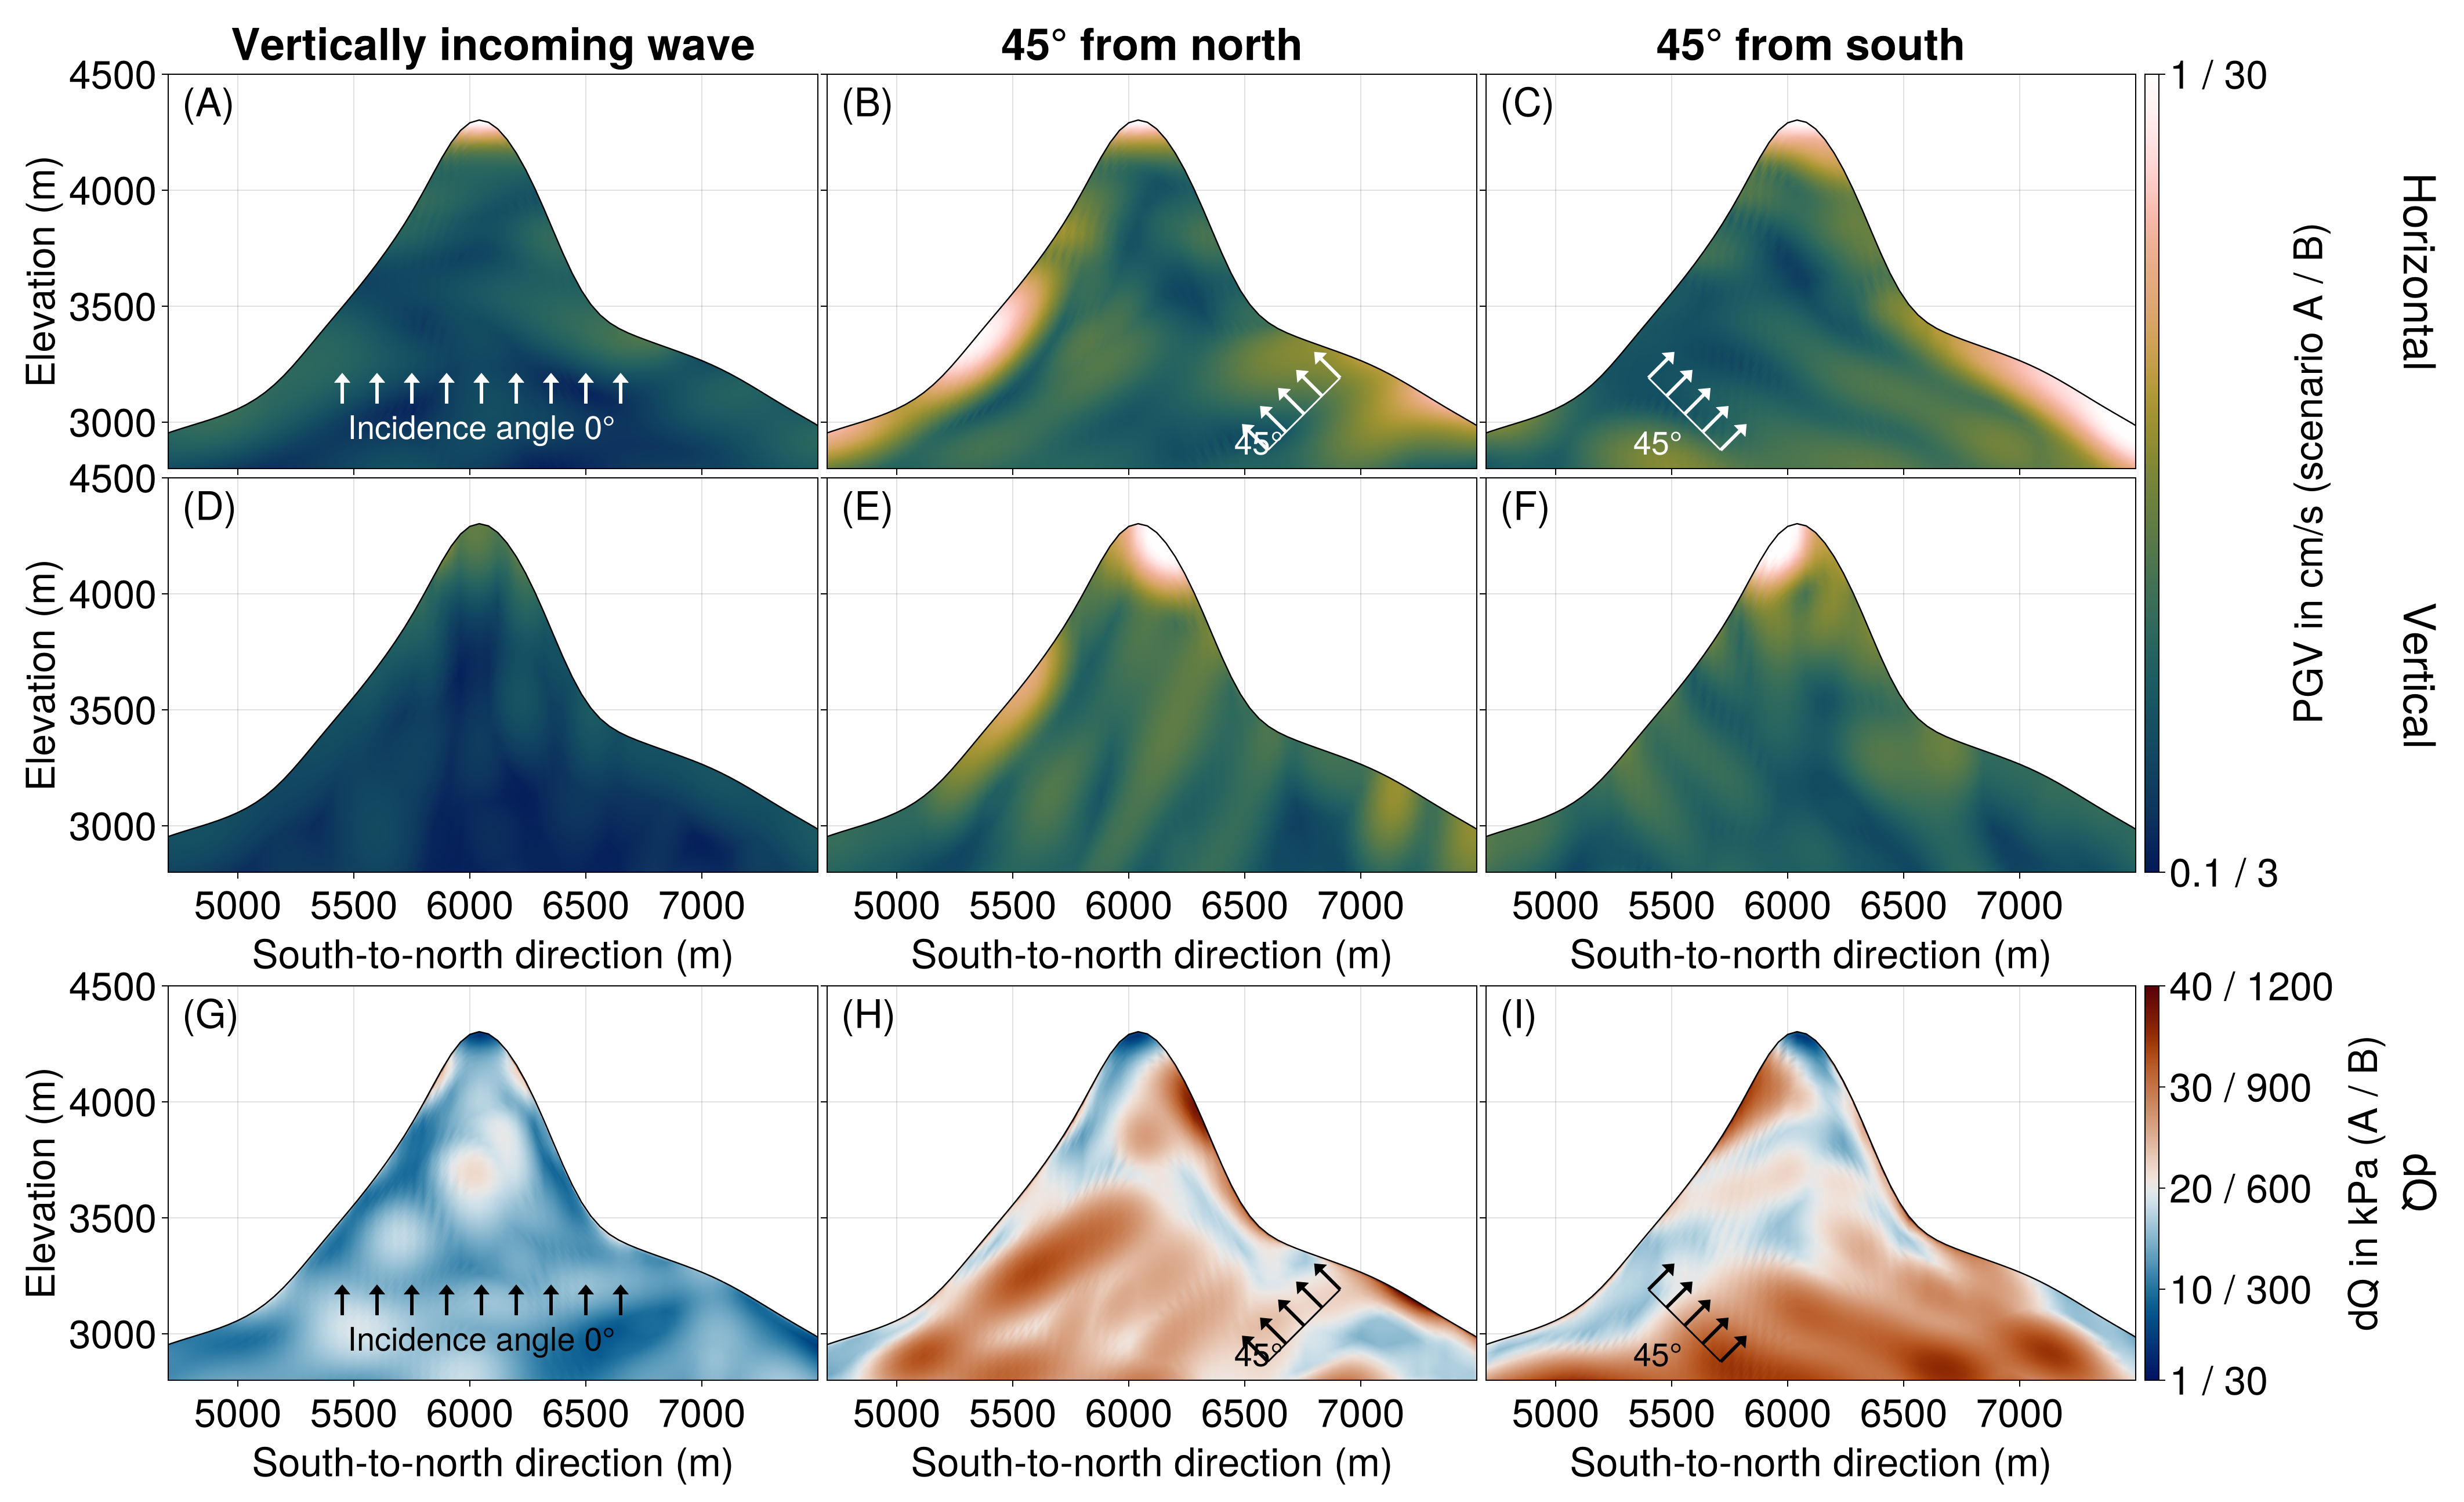 Vertically incoming wave
45° from north
45° from south
4500
4000
3500
3000
Elevation (m)
(A)
Incidence angle 0°
(B)
45°
(C)
45°
1 / 30
Horizontal
PGV in cm/s (scenario A / B)
4500
4000
3500
3000
Elevation (m)
(D)
(E)
(F)
Vertical
0.1 / 3
5000 5500 6000 6500 7000
South-to-north direction (m)
5000 5500 6000 6500 7000
South-to-north direction (m)
5000 5500 6000 6500 7000
South-to-north direction (m)
4500
4000
3500
3000
Elevation (m)
(G)
Incidence angle 0°
(H)
45°
(I)
45°
40 / 1200
30 / 900
20 / 600
10 / 300
1 / 30
dQ in kPa (A / B)
dQ
5000 5500 6000 6500 7000
South-to-north direction (m)
5000 5500 6000 6500 7000
South-to-north direction (m)
5000 5500 6000 6500 7000
South-to-north direction (m)